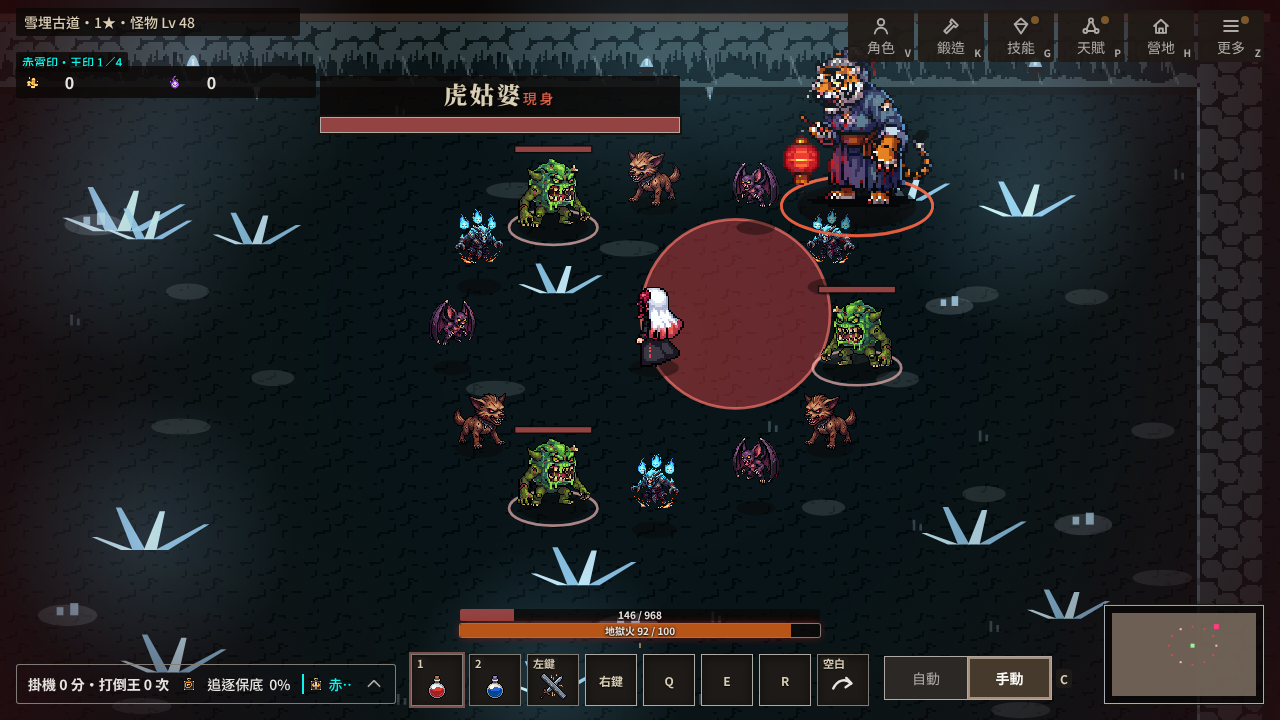 雪埋古道・1★・怪物 Lv 48
赤霄印・王印 1／4
0
0
虎姑婆現身
角色 V
鍛造 K
技能 G
天賦 P
營地 H
更多 Z
146 / 968
地獄火 92 / 100
掛機 0 分・打倒王 0 次
追逐保底 0%
赤‥
1
2
左鍵
右鍵
Q
E
R
空白
自動
手動
C